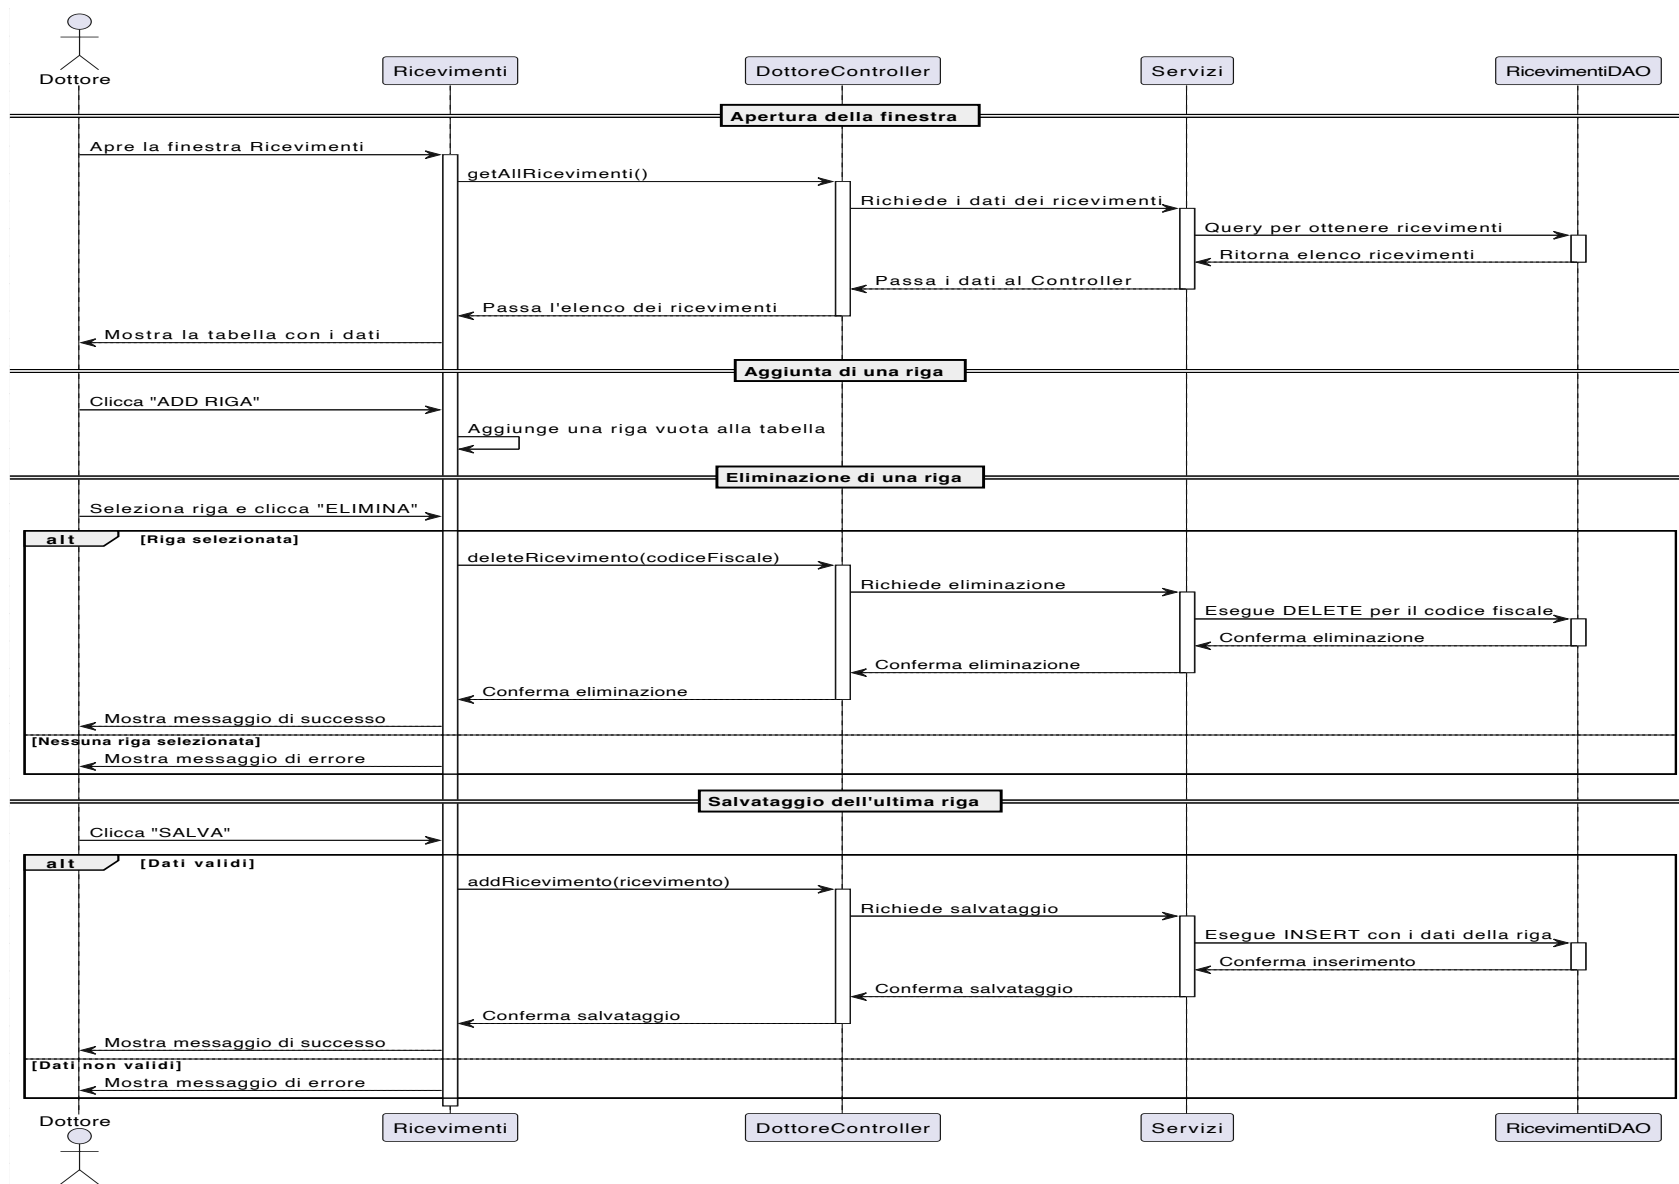 Dottore
Ricevimenti
DottoreController
Servizi
RicevimentiDAO
Apertura della finestra
Apre la finestra Ricevimenti
getAllRicevimenti()
Richiede i dati dei ricevimenti
Query per ottenere ricevimenti
Ritorna elenco ricevimenti
Passa i dati al Controller
Passa l'elenco dei ricevimenti
Mostra la tabella con i dati
Aggiunta di una riga
Clicca "ADD RIGA"
Aggiunge una riga vuota alla tabella
Eliminazione di una riga
Seleziona riga e clicca "ELIMINA"
alt
[Riga selezionata]
deleteRicevimento(codiceFiscale)
Richiede eliminazione
Esegue DELETE per il codice fiscale
Conferma eliminazione
Conferma eliminazione
Conferma eliminazione
Mostra messaggio di successo
[Nessuna riga selezionata]
Mostra messaggio di errore
Salvataggio dell'ultima riga
Clicca "SALVA"
alt
[Dati validi]
addRicevimento(ricevimento)
Richiede salvataggio
Esegue INSERT con i dati della riga
Conferma inserimento
Conferma salvataggio
Conferma salvataggio
Mostra messaggio di successo
[Dati non validi]
Mostra messaggio di errore
Dottore
Ricevimenti
DottoreController
Servizi
RicevimentiDAO